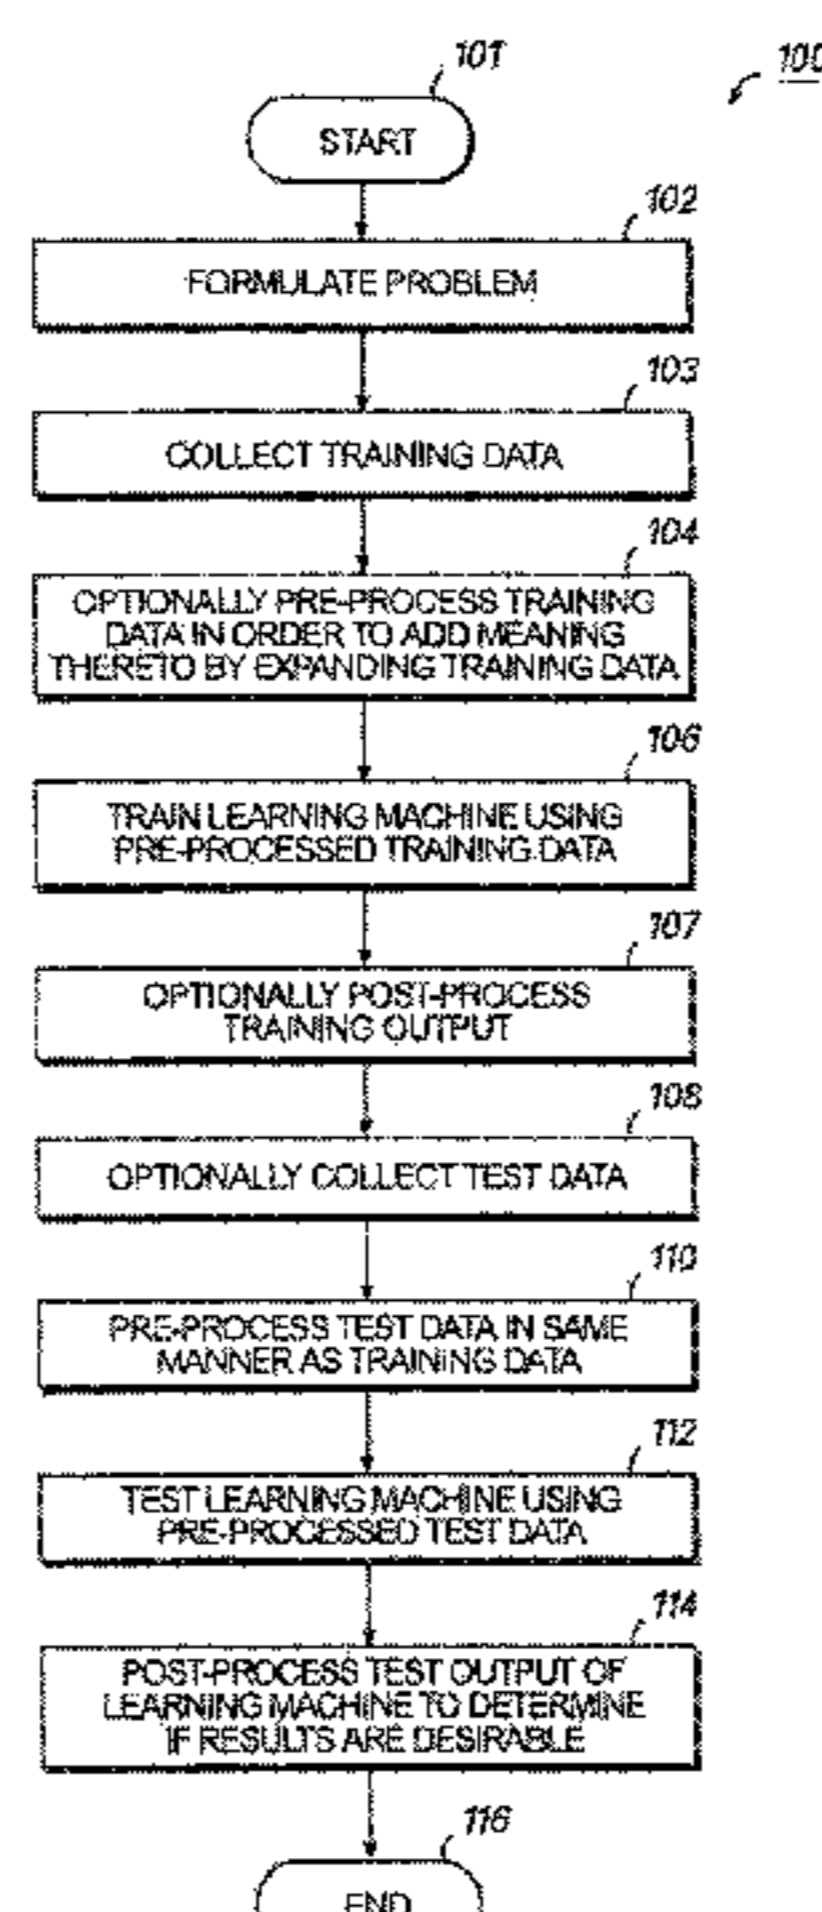 101
100
START
102
FORMULATE PROBLEM
103
COLLECT TRAINING DATA
104
OPTIONALLY PRE-PROCESS TRAINING
DATA IN ORDER TO ADD MEANING
THERETO BY EXPANDING TRAINING DATA
106
TRAIN LEARNING MACHINE USING
PRE-PROCESSED TRAINING DATA
107
OPTIONALLY POST-PROCESS
TRAINING OUTPUT
108
OPTIONALLY COLLECT TEST DATA
110
PRE-PROCESS TEST DATA IN SAME
MANNER AS TRAINING DATA
112
TEST LEARNING MACHINE USING
PRE-PROCESSED TEST DATA
114
POST-PROCESS TEST OUTPUT OF
LEARNING MACHINE TO DETERMINE
IF RESULTS ARE DESIRABLE
116
END